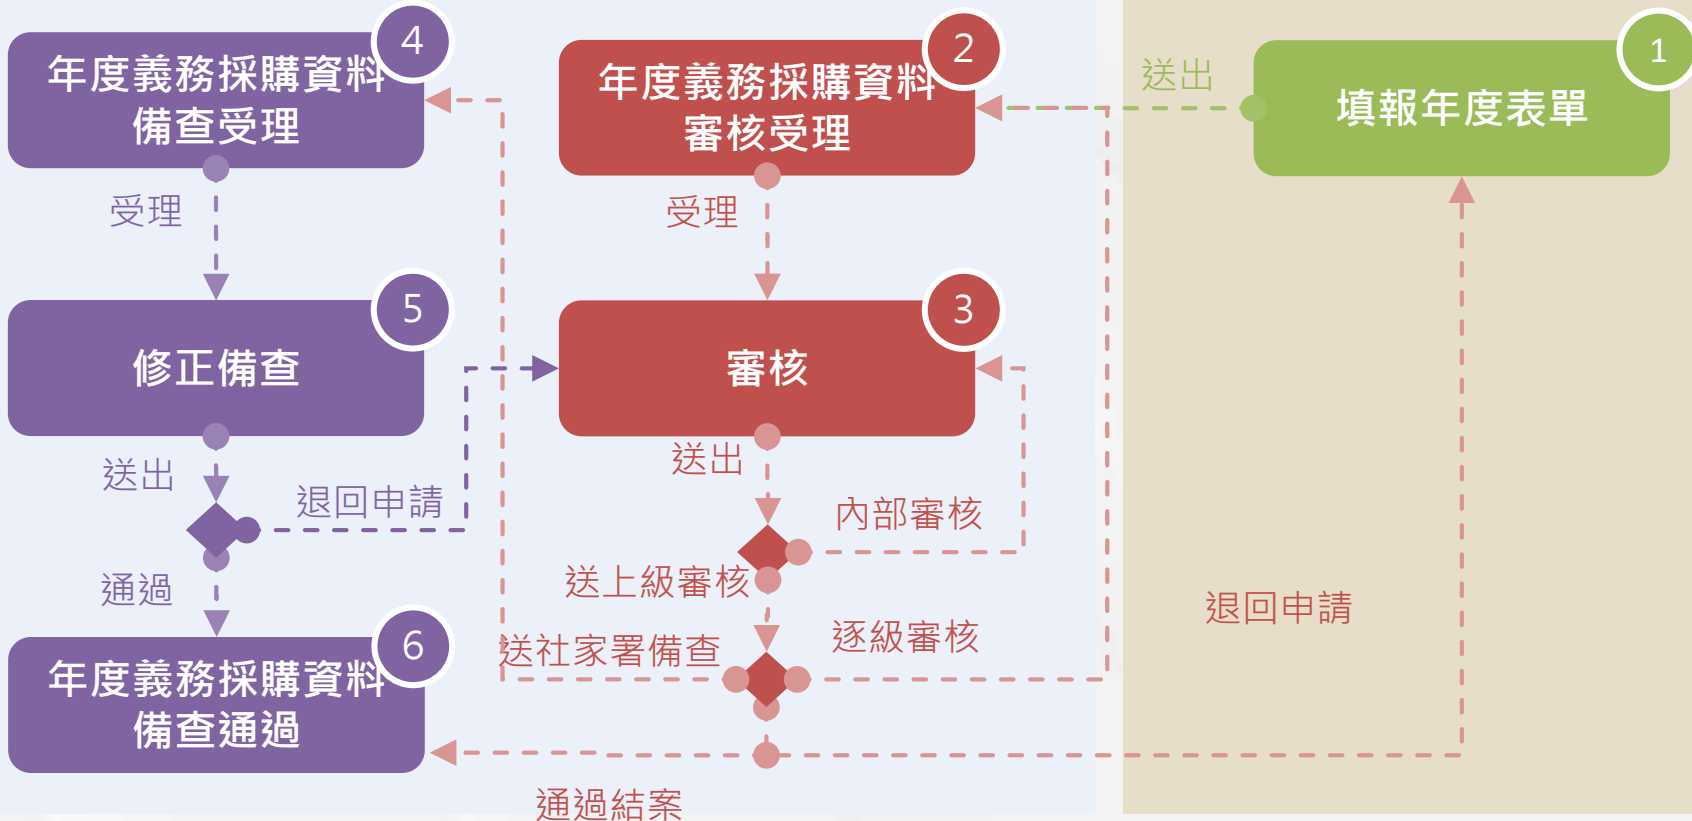 4
年度義務採購資料
備查受理
受理
5
修正備查
送出
退回申請
通過
6
年度義務採購資料
備查通過
2
年度義務採購資料
審核受理
受理
3
審核
送出
內部審核
送上級審核
送社家署備查
逐級審核
通過結案
送出
1
填報年度表單
退回申請